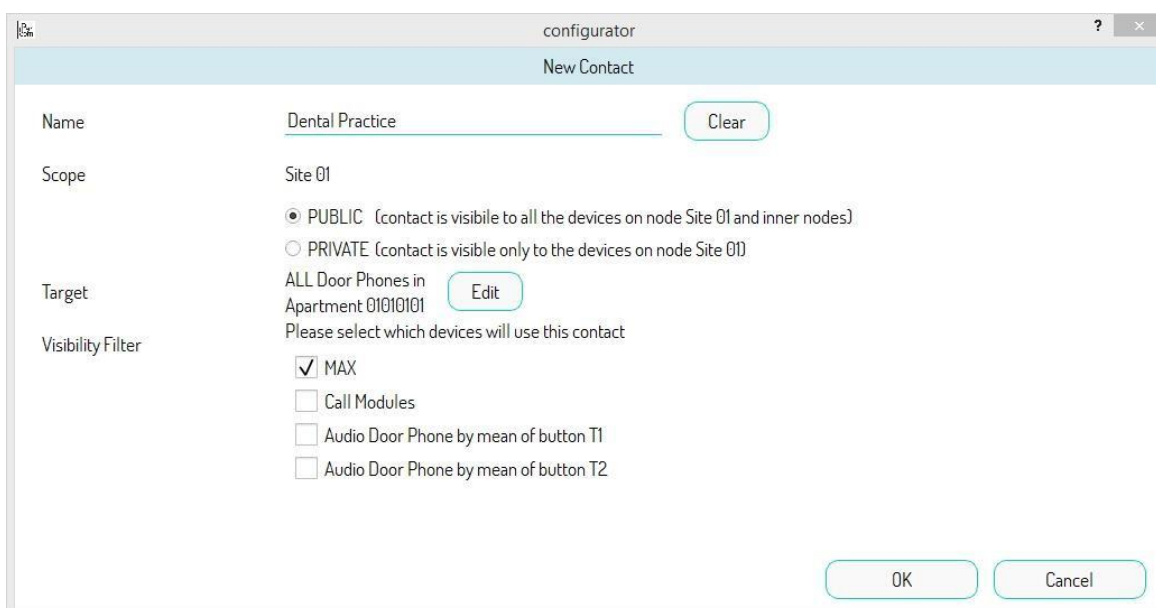 configurator ?
New Contact
Name Dental Practice Clear
Scope Site 01
PUBLIC (contact is visibile to all the devices on node Site 01 and inner nodes)
PRIVATE (contact is visible only to the devices on node Site 01)
Target ALL Door Phones in Apartment 01010101 Edit
Visibility Filter Please select which devices will use this contact
MAX
Call Modules
Audio Door Phone by mean of button T1
Audio Door Phone by mean of button T2
OK Cancel